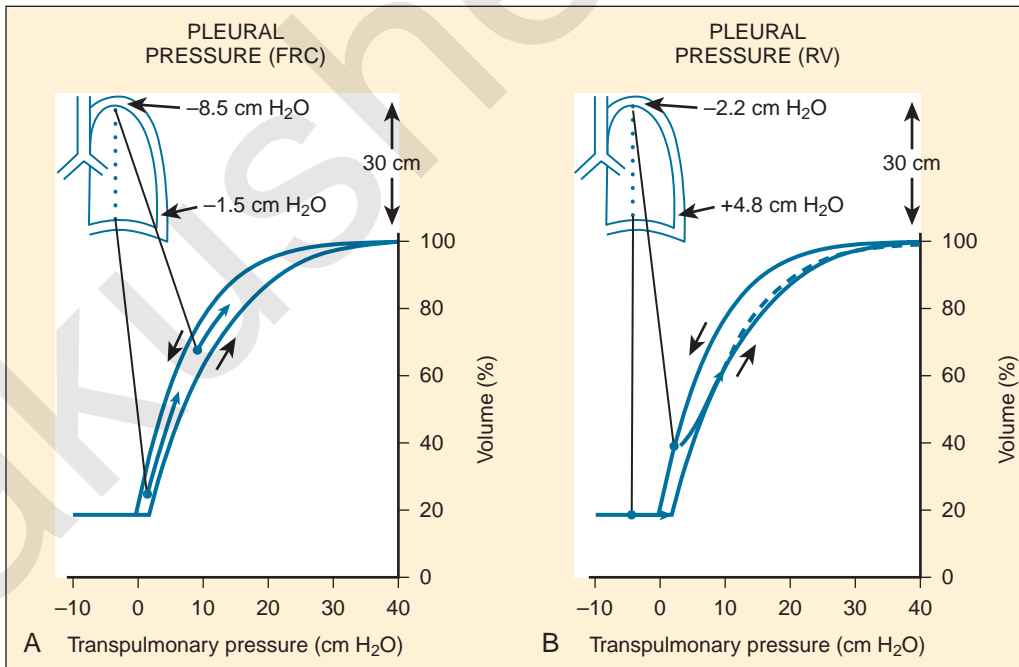 PLEURAL
PRESSURE (FRC)
–8.5 cm H₂O
30 cm
–1.5 cm H₂O
100
80
60
40
20
0
Volume (%)
–10 0 10 20 30 40
A Transpulmonary pressure (cm H₂O)
PLEURAL
PRESSURE (RV)
–2.2 cm H₂O
30 cm
+4.8 cm H₂O
100
80
60
40
20
0
Volume (%)
–10 0 10 20 30 40
B Transpulmonary pressure (cm H₂O)